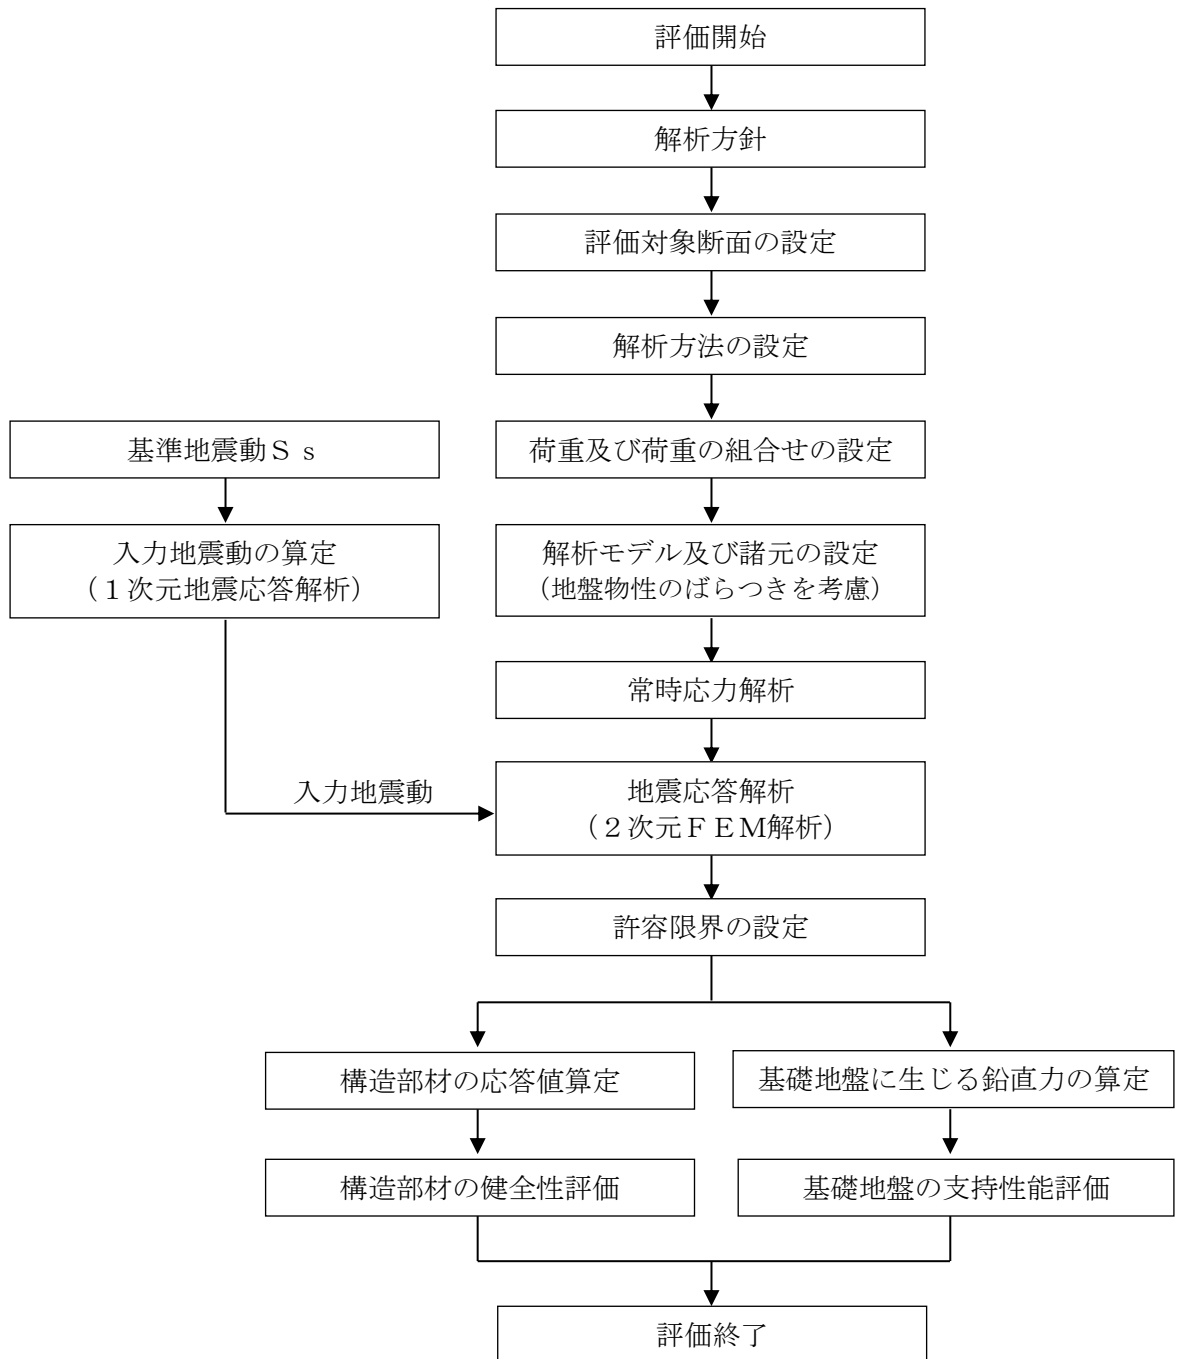 評価開始
解析方針
評価対象断面の設定
解析方法の設定
基準地震動Ｓｓ
荷重及び荷重の組合せの設定
入力地震動の算定
（１次元地震応答解析）
解析モデル及び諸元の設定
（地盤物性のばらつきを考慮）
常時応力解析
入力地震動
地震応答解析
（２次元ＦＥＭ解析）
許容限界の設定
構造部材の応答値算定
基礎地盤に生じる鉛直力の算定
構造部材の健全性評価
基礎地盤の支持性能評価
評価終了